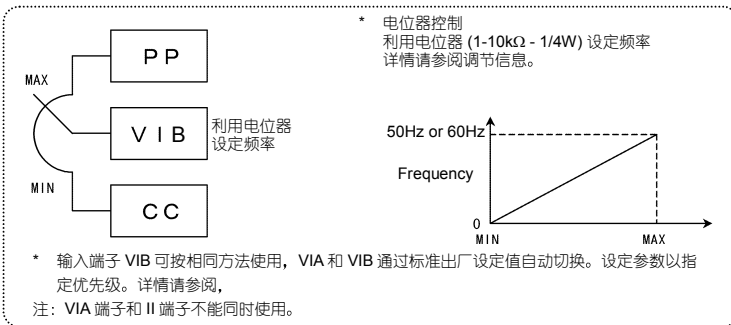 PP
MAX
VIB
利用电位器
设定频率
MIN
CC
* 电位器控制
利用电位器 (1-10kΩ - 1/4W) 设定频率
详情请参阅调节信息。
50Hz or 60Hz
Frequency
0
MIN MAX
* 输入端子 VIB 可按相同方法使用，VIA 和 VIB 通过标准出厂设定值自动切换。设定参数以指
定优先级。详情请参阅，
注：VIA 端子和 II 端子不能同时使用。